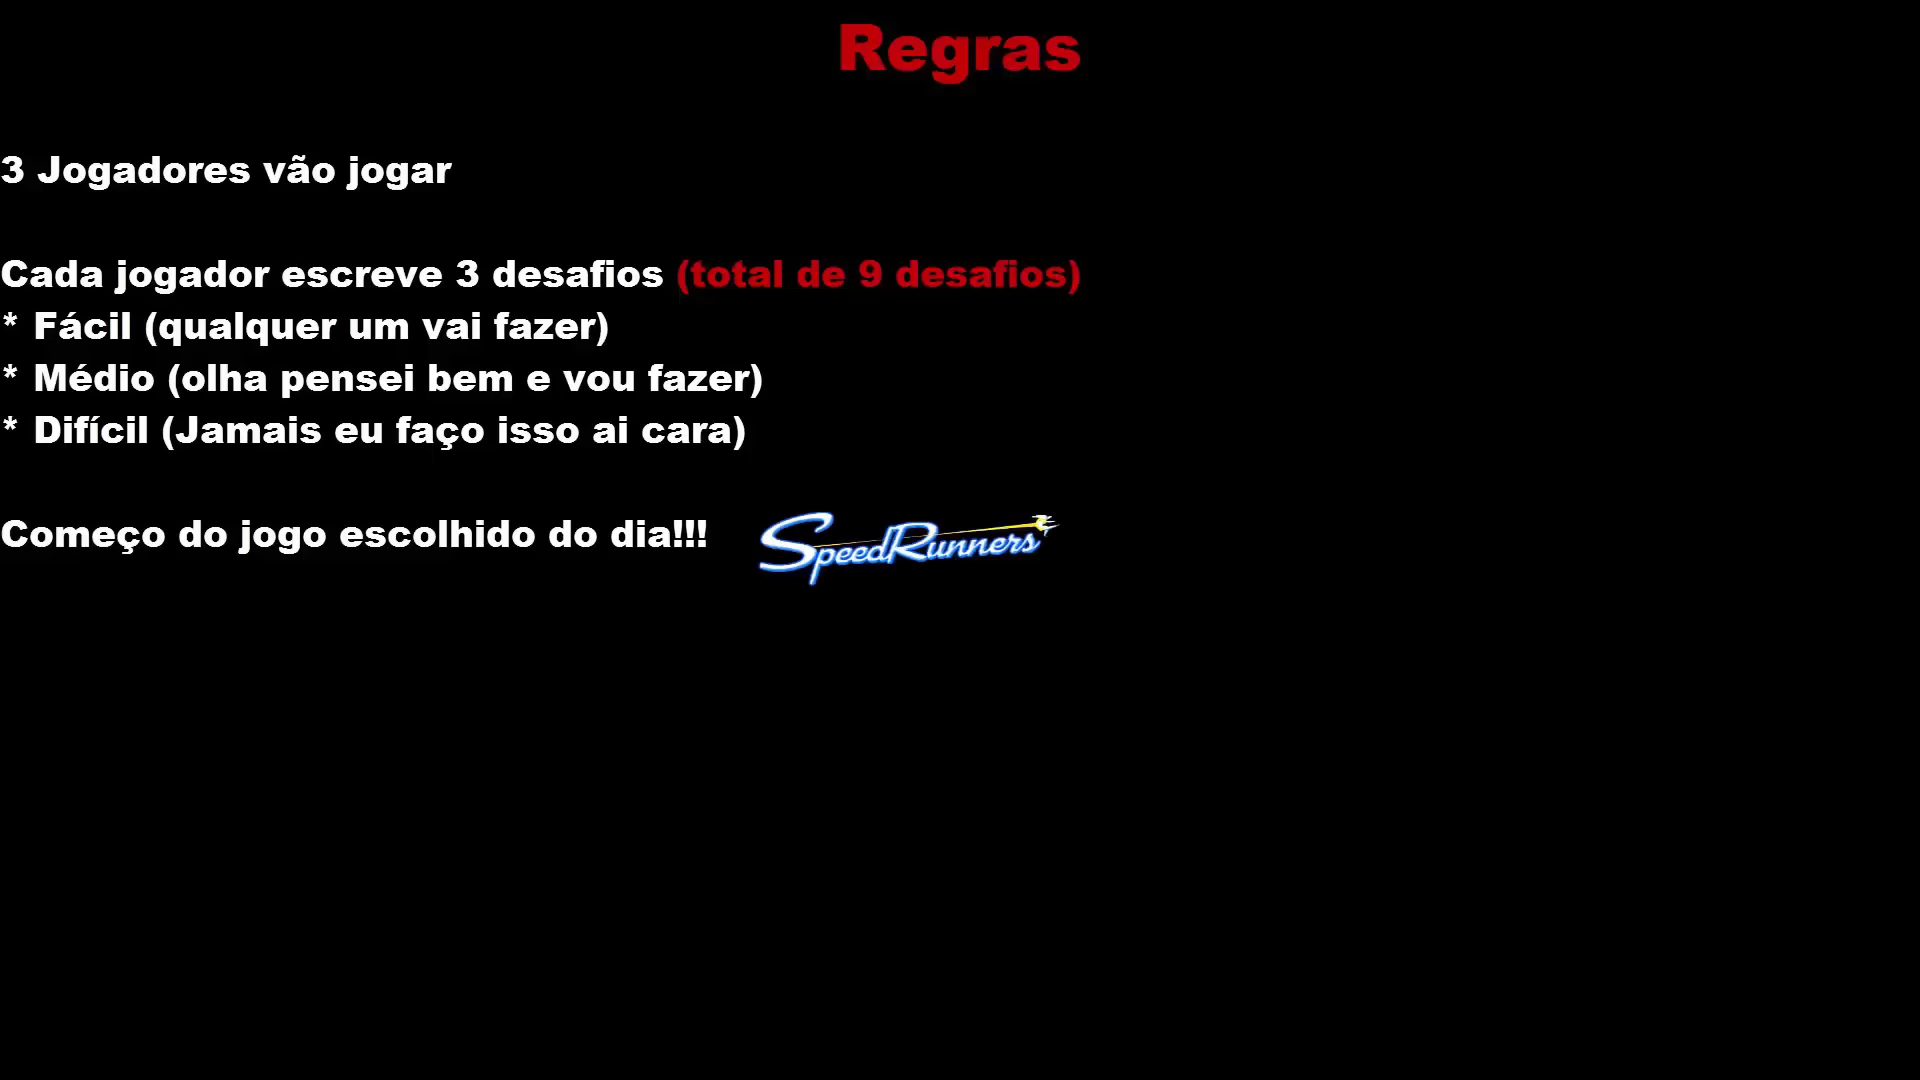 Regras
3 Jogadores vão jogar
Cada jogador escreve 3 desafios (total de 9 desafios)
* Fácil (qualquer um vai fazer)
* Médio (olha pensei bem e vou fazer)
* Difícil (Jamais eu faço isso ai cara)
Começo do jogo escolhido do dia!!! SpeedRunners